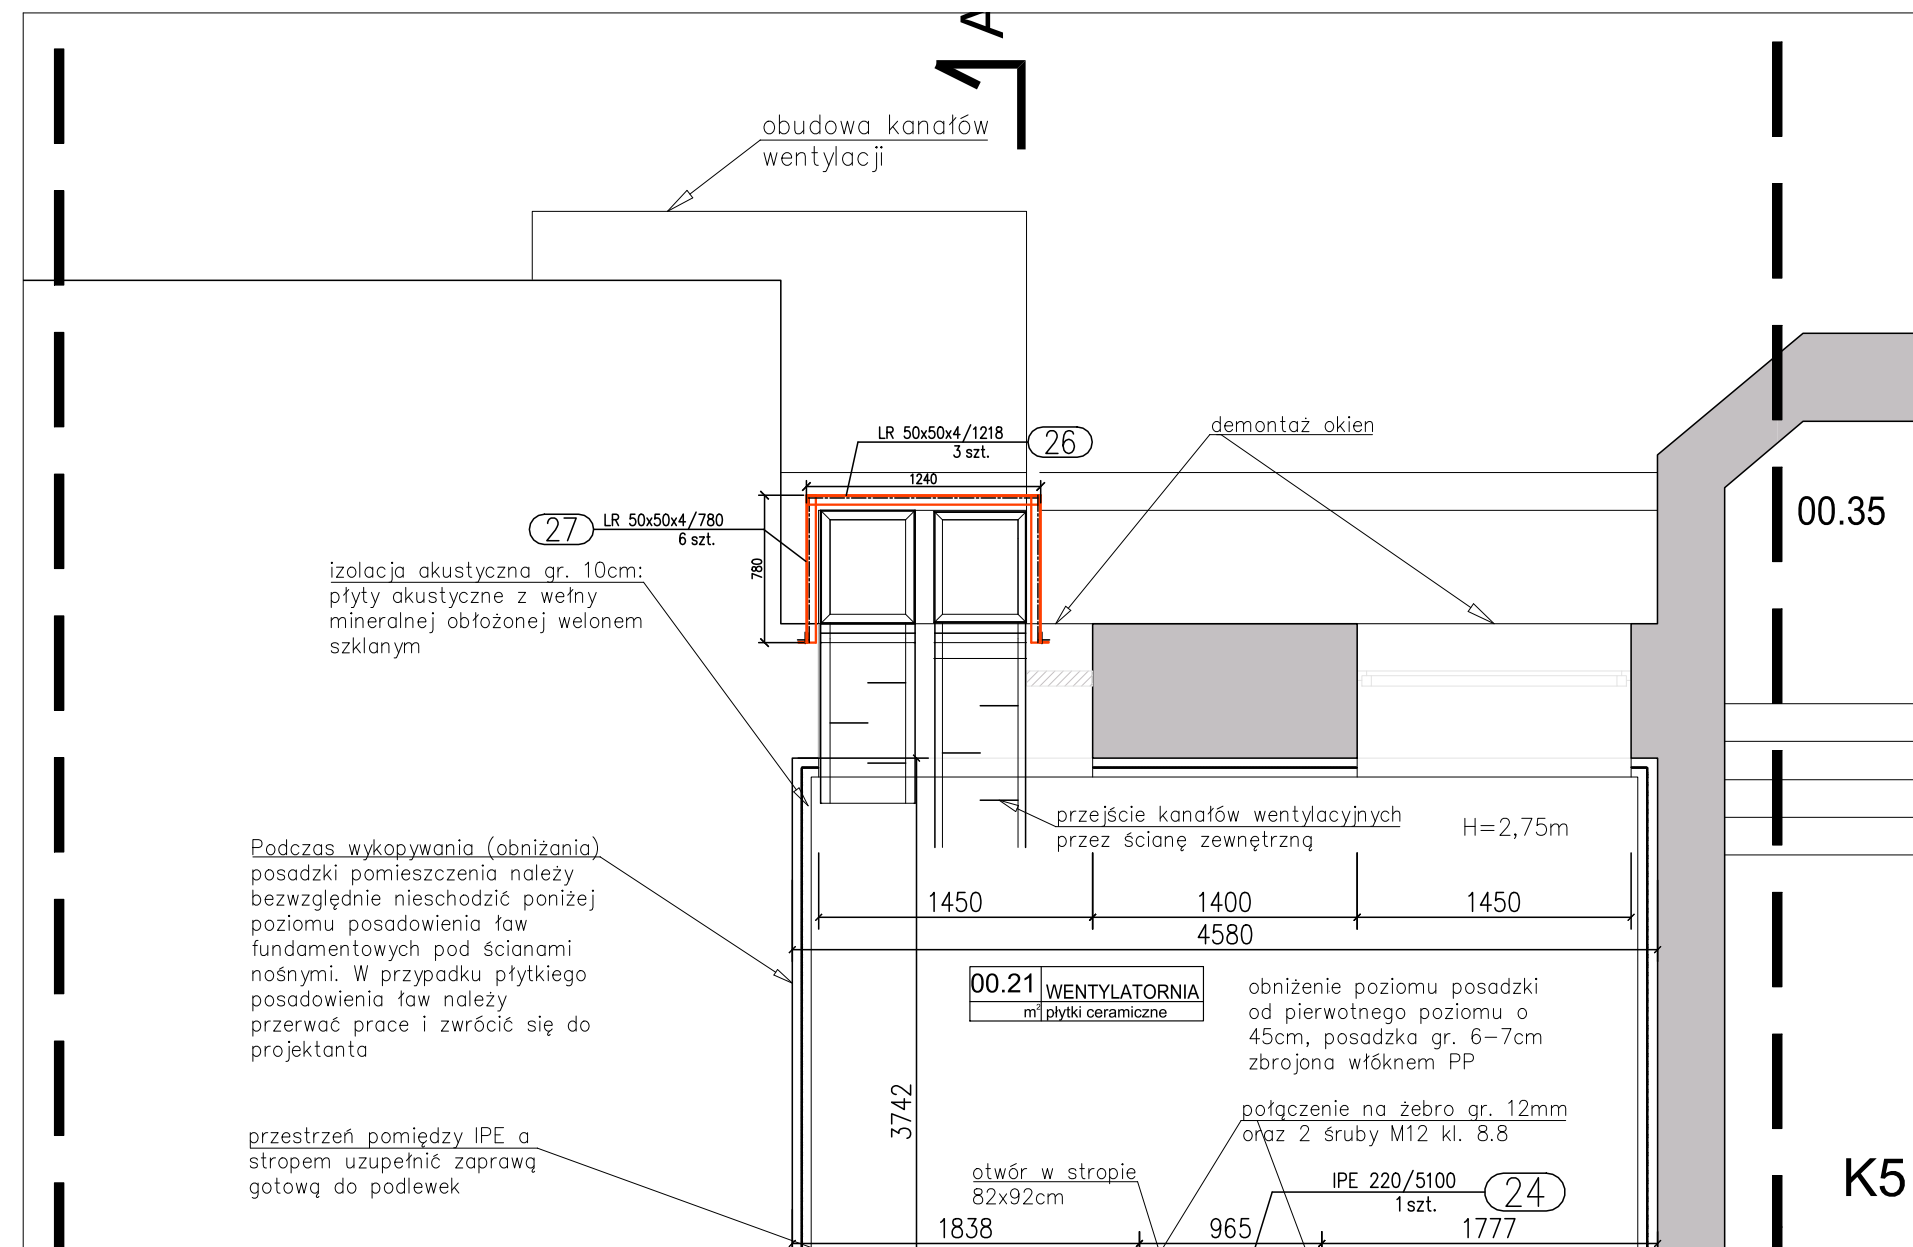 A
1
obudowa kanałów
wentylacji
LR 50x50x4/1218
3 szt.
26
demontaż okien
1240
00.35
27
LR 50x50x4/780
6 szt.
780
izolacja akustyczna gr. 10cm:
płyty akustyczne z wełny
mineralnej obłożonej welonem
szklanym
przejście kanałów wentylacyjnych
przez ścianę zewnętrzną
H=2,75m
Podczas wykopywania (obniżania)
posadzki pomieszczenia należy
bezwzględnie nieschodzić poniżej
poziomu posadowienia ław
fundamentowych pod ścianami
nośnymi. W przypadku płytkiego
posadowienia ław należy
przerwać prace i zwrócić się do
projektanta
1450
1400
1450
4580
00.21 WENTYLATORNIA
m² płytki ceramiczne
obniżenie poziomu posadzki
od pierwotnego poziomu o
45cm, posadzka gr. 6-7cm
zbrojona włóknem PP
3742
połączenie na żebro gr. 12mm
oraz 2 śruby M12 kl. 8.8
przestrzeń pomiędzy IPE a
stropem uzupełnić zaprawą
gotową do podlewek
otwór w stropie
82x92cm
IPE 220/5100
1 szt.
24
K5
1838
965
1777